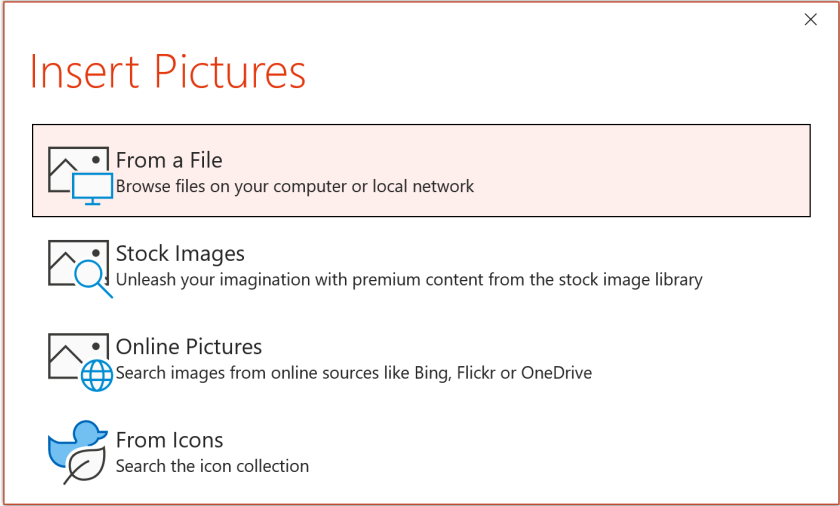 Insert Pictures
From a File
Browse files on your computer or local network
Stock Images
Unleash your imagination with premium content from the stock image library
Online Pictures
Search images from online sources like Bing, Flickr or OneDrive
From Icons
Search the icon collection